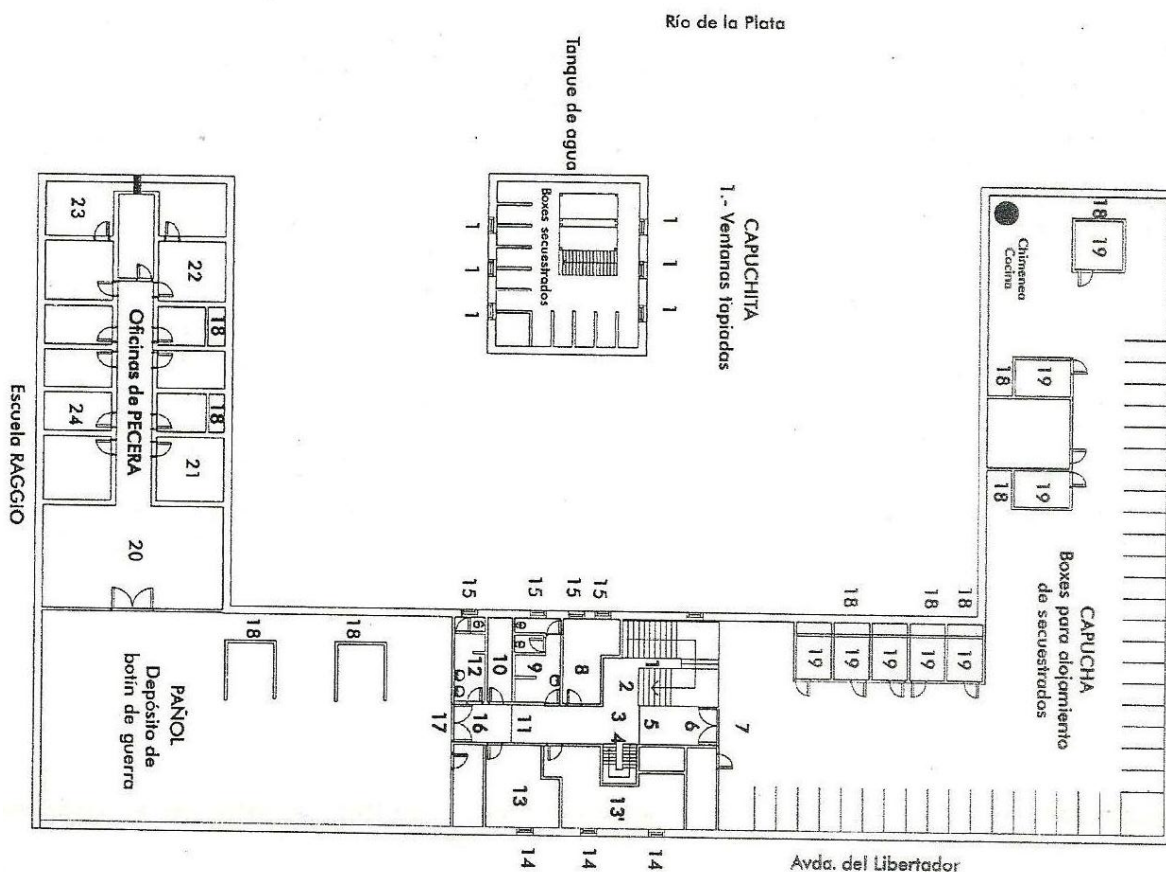 Río de la Plata
Tanque de agua
CAPUCHITA
1.- Ventanas tapiadas
Boxes secuestrados
1 1 1
1 1 1
Chimenea
Cocina
18
19
18
19
18
19
CAPUCHA
Boxes para alojamiento
de secuestrados
18 18 18
19 19 19 19 19
23
22
18
18
24
21
Oficinas de PECERA
20
Escuela RAGGIO
18 18
PAÑOL
Depósito de
botín de guerra
15 15 15 15
12 10 9 8
1
2
3
4
5
6
7
17 16 11
13 13'
14 14 14
Avda. del Libertador